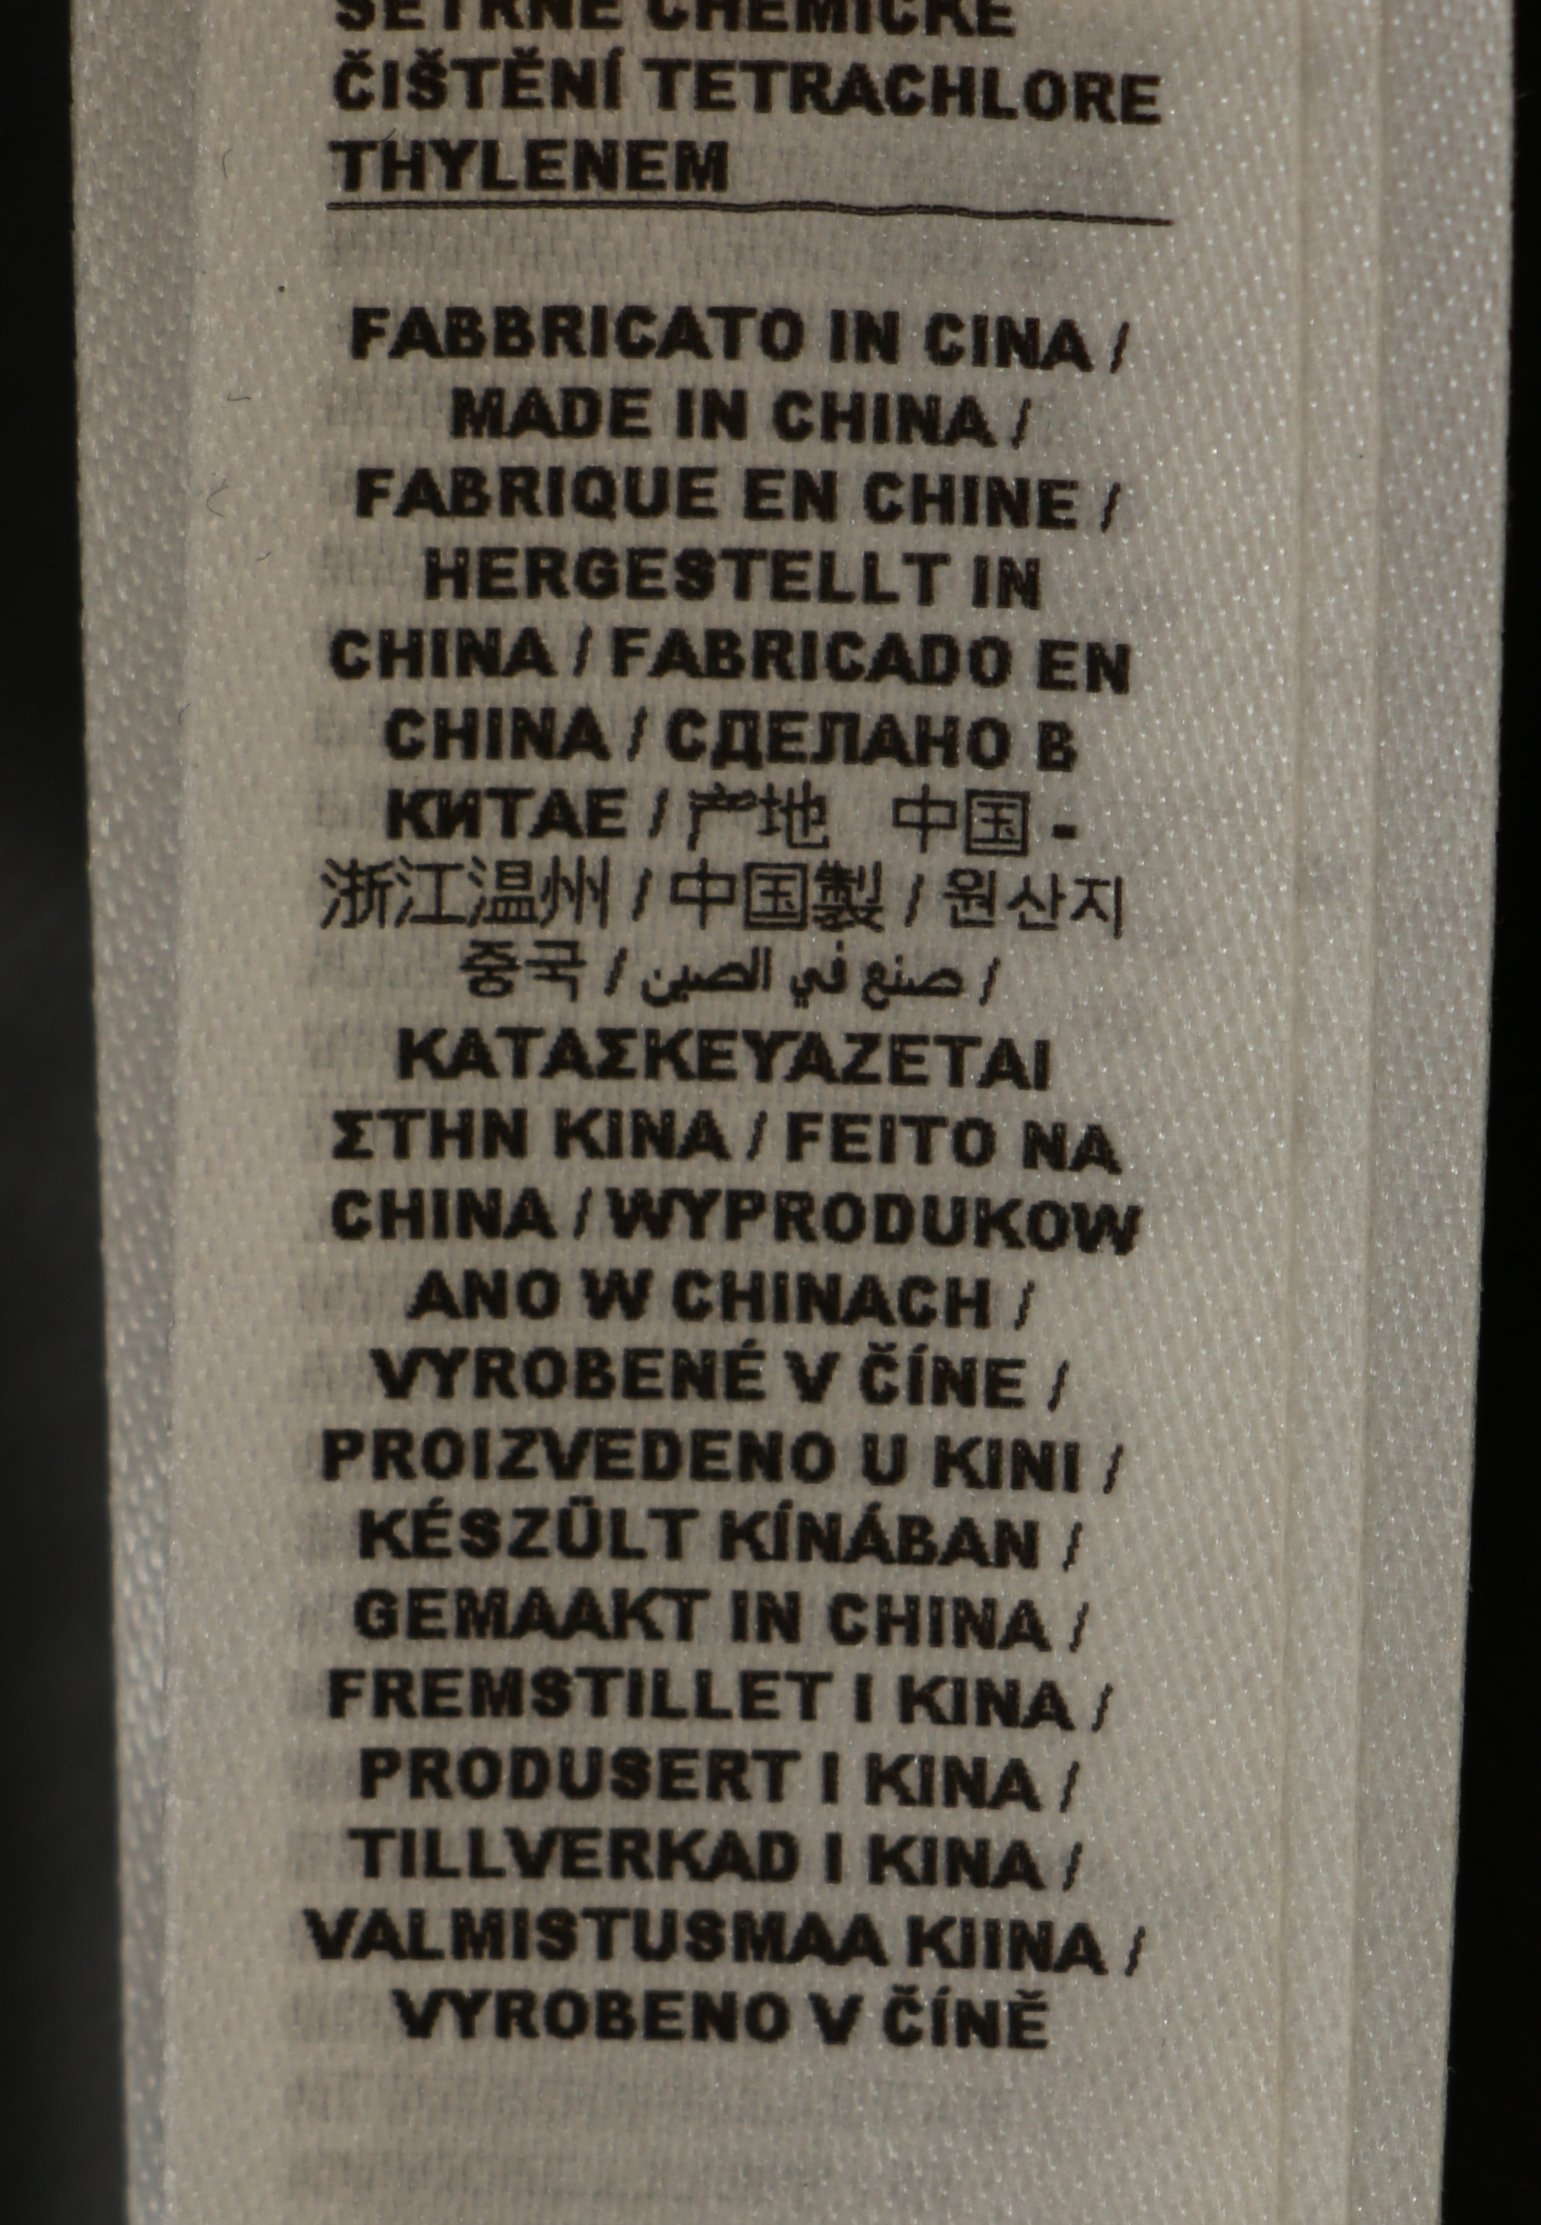 ŠETRNÉ CHEMICKÉ
ČIŠTĚNÍ TETRACHLORE
THYLENEM
FABBRICATO IN CINA /
MADE IN CHINA /
FABRIQUE EN CHINE /
HERGESTELLT IN
CHINA / FABRICADO EN
CHINA / СДЕЛАНО В
КИТАЕ / 产地 中国 -
浙江温州 / 中国製 / 원산지
중국 / صنع في الصين /
ΚΑΤΑΣΚΕΥΑΖΕΤΑΙ
ΣΤΗΝ ΚΙΝΑ / FEITO NA
CHINA / WYPRODUKOW
ANO W CHINACH /
VYROBENÉ V ČÍNE /
PROIZVEDENO U KINI /
KÉSZÜLT KÍNÁBAN /
GEMAAKT IN CHINA /
FREMSTILLET I KINA /
PRODUSERT I KINA /
TILLVERKAD I KINA /
VALMISTUSMAA KIINA /
VYROBENO V ČÍNĚ